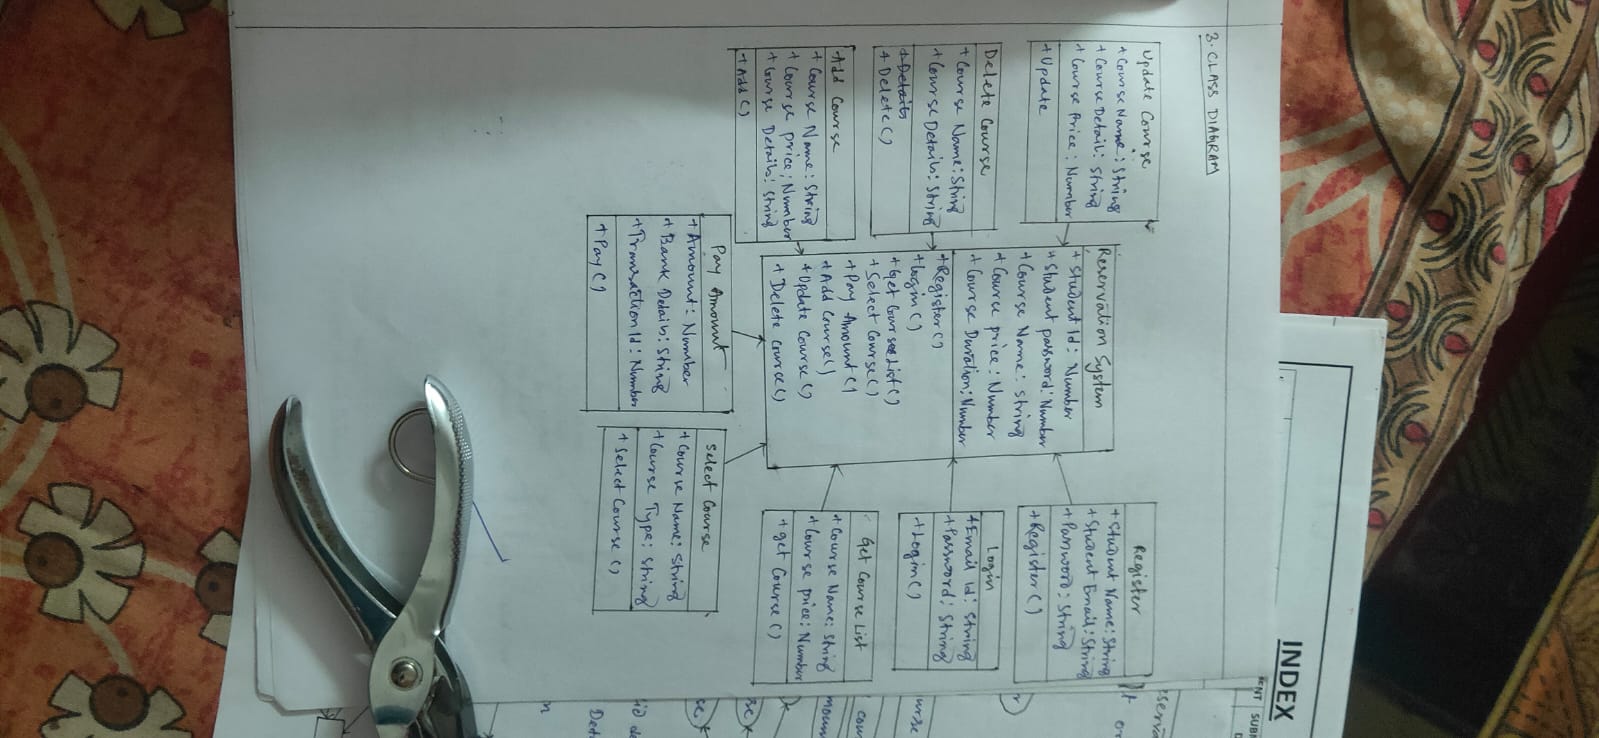 3. CLASS DIAGRAM
Update Course
+ Course Name : String
+ Course Detail : String
+ Course Price : Number
+ Update
Delete Course
+ Course Name : String
+ Course Details : String
+ Details
+ Delete ( )
Add Course
+ Course Name : String
+ Course price : Number
+ Course Details : String
+ Add ( )
Reservation System
+ Student Id : Number
+ Student password : Number
+ Course Name : String
+ Course price : Number
+ Course Duration : Number
+ Register ( )
+ Login ( )
+ Get Course List ( )
+ Select Course ( )
+ Pay Amount ( )
+ Add Course ( )
+ Update Course ( )
+ Delete Course ( )
Register
+ Student Name : String
+ Student Email : String
+ Password : String
+ Register ( )
Login
+ Email Id : String
+ Password : String
+ Login ( )
Get Course List
+ Course Name : String
+ Course price : Number
+ get Course ( )
Pay Amount
+ Amount : Number
+ Bank Details : String
+ Transaction Id : Number
+ Pay ( )
Select Course
+ Course Name : String
+ Course Type : String
+ Select Course ( )
INDEX